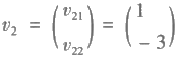 v₂ = ( v₂₁ ) = ( 1 )
     ( v₂₂ )   ( − 3 )